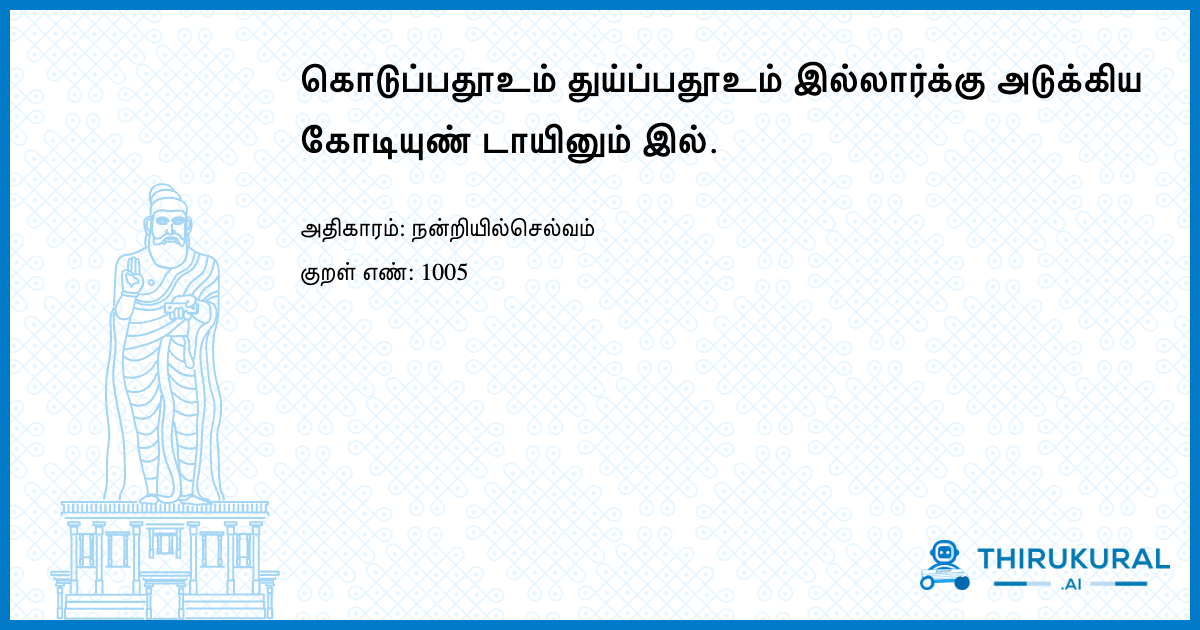 கொடுப்பதூஉம் துய்ப்பதூஉம் இல்லார்க்கு அடுக்கிய
கோடியுண் டாயினும் இல்.
அதிகாரம்: நன்றியில்செல்வம்
குறள் எண்: 1005
THIRUKURAL
.AI